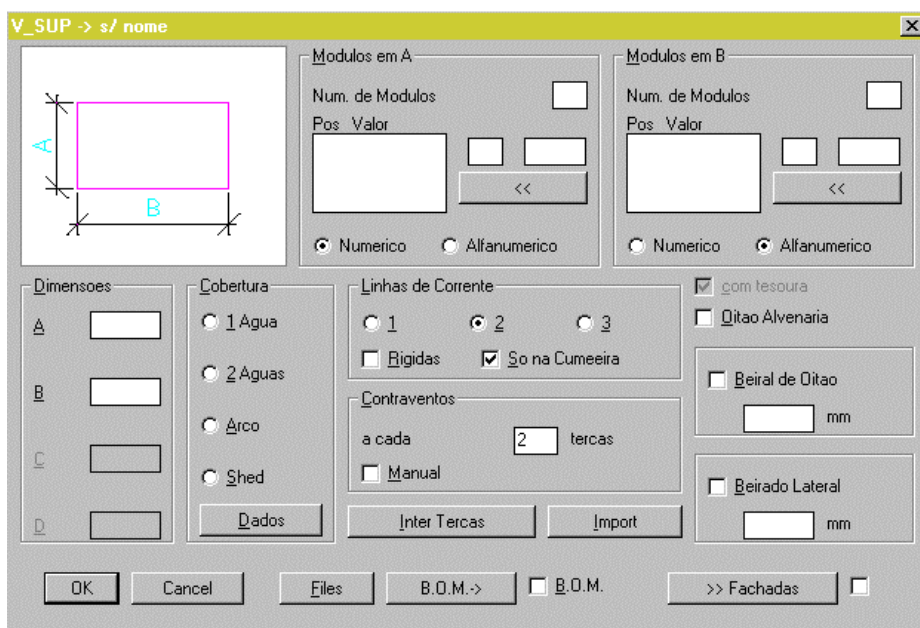 V_SUP -> s/ nome
A
B
Modulos em A
Num. de Modulos
Pos Valor
<<
Numerico Alfanumerico
Modulos em B
Num. de Modulos
Pos Valor
<<
Numerico Alfanumerico
Dimensoes
A
B
C
D
Cobertura
1 Agua
2 Aguas
Arco
Shed
Dados
Linhas de Corrente
1 2 3
Rigidas So na Cumeeira
Contraventos
a cada 2 tercas
Manual
Inter Tercas Import
com tesoura
Oitao Alvenaria
Beiral de Oitao
mm
Beirado Lateral
mm
OK Cancel Files B.O.M.-> B.O.M. >> Fachadas